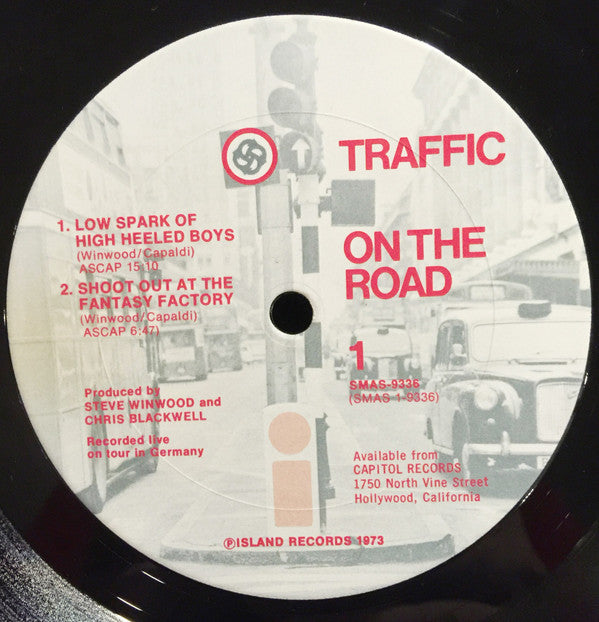 TRAFFIC
ON THE
ROAD
1. LOW SPARK OF
HIGH HEELED BOYS
(Winwood/Capaldi)
ASCAP 15:10
2. SHOOT OUT AT THE
FANTASY FACTORY
(Winwood/Capaldi)
ASCAP 6:47)
1
SMAS-9336
(SMAS-1-9336)
Produced by
STEVE WINWOOD and
CHRIS BLACKWELL
Recorded live
on tour in Germany
Available from
CAPITOL RECORDS
1750 North Vine Street
Hollywood, California
ⓟISLAND RECORDS 1973